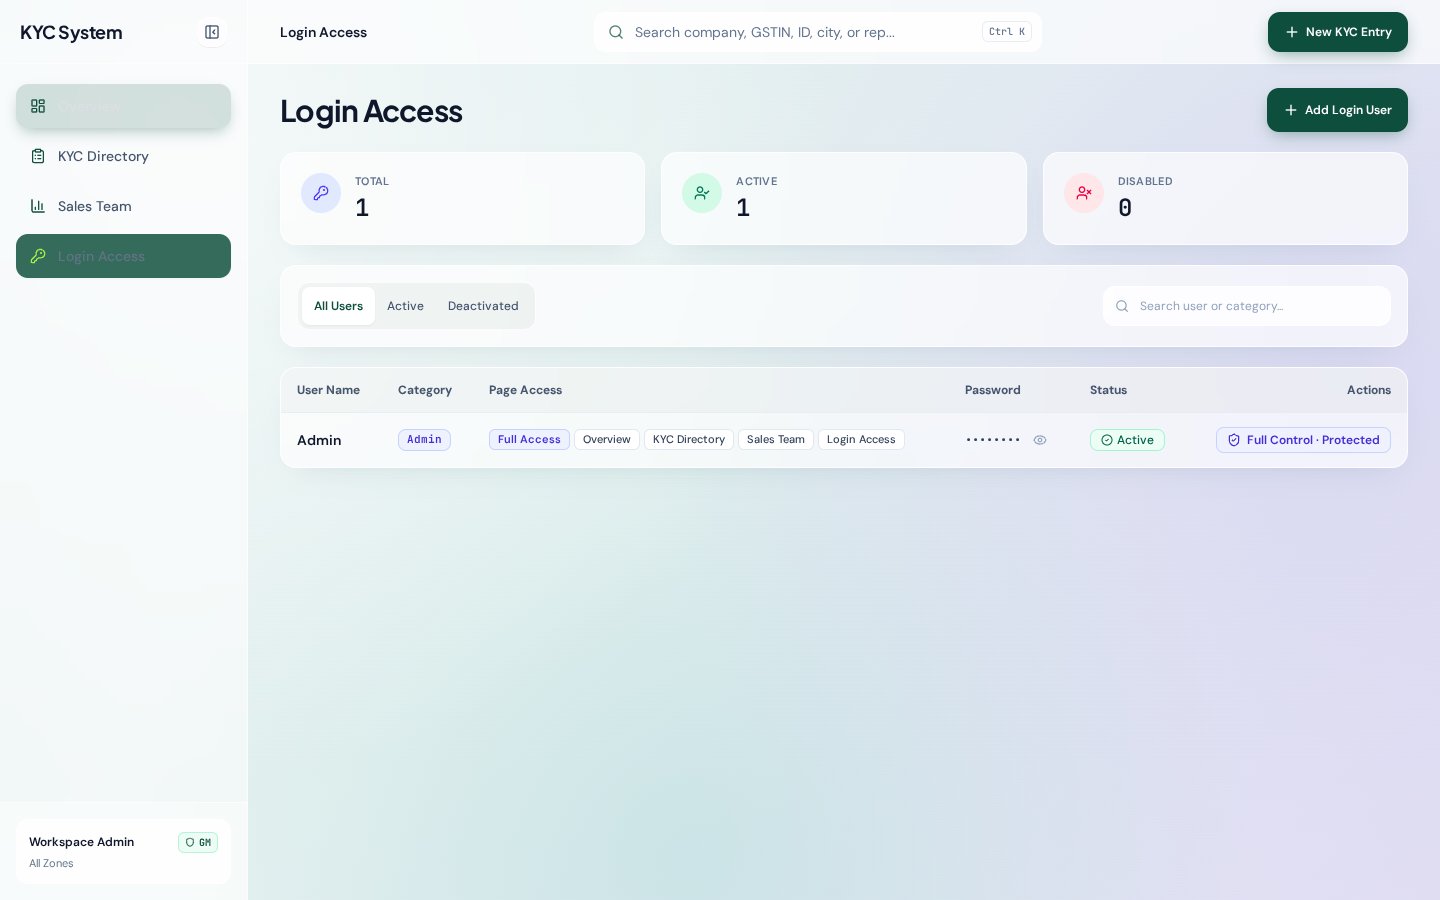 KYC System
Login Access
Search company, GSTIN, ID, city, or rep...
Ctrl K
New KYC Entry
Overview
KYC Directory
Sales Team
Login Access
Login Access
Add Login User
TOTAL
1
ACTIVE
1
DISABLED
0
All Users
Active
Deactivated
Search user or category...
User Name
Category
Page Access
Password
Status
Actions
Admin
Admin
Full Access
Overview
KYC Directory
Sales Team
Login Access
••••••••
Active
Full Control · Protected
Workspace Admin
GM
All Zones